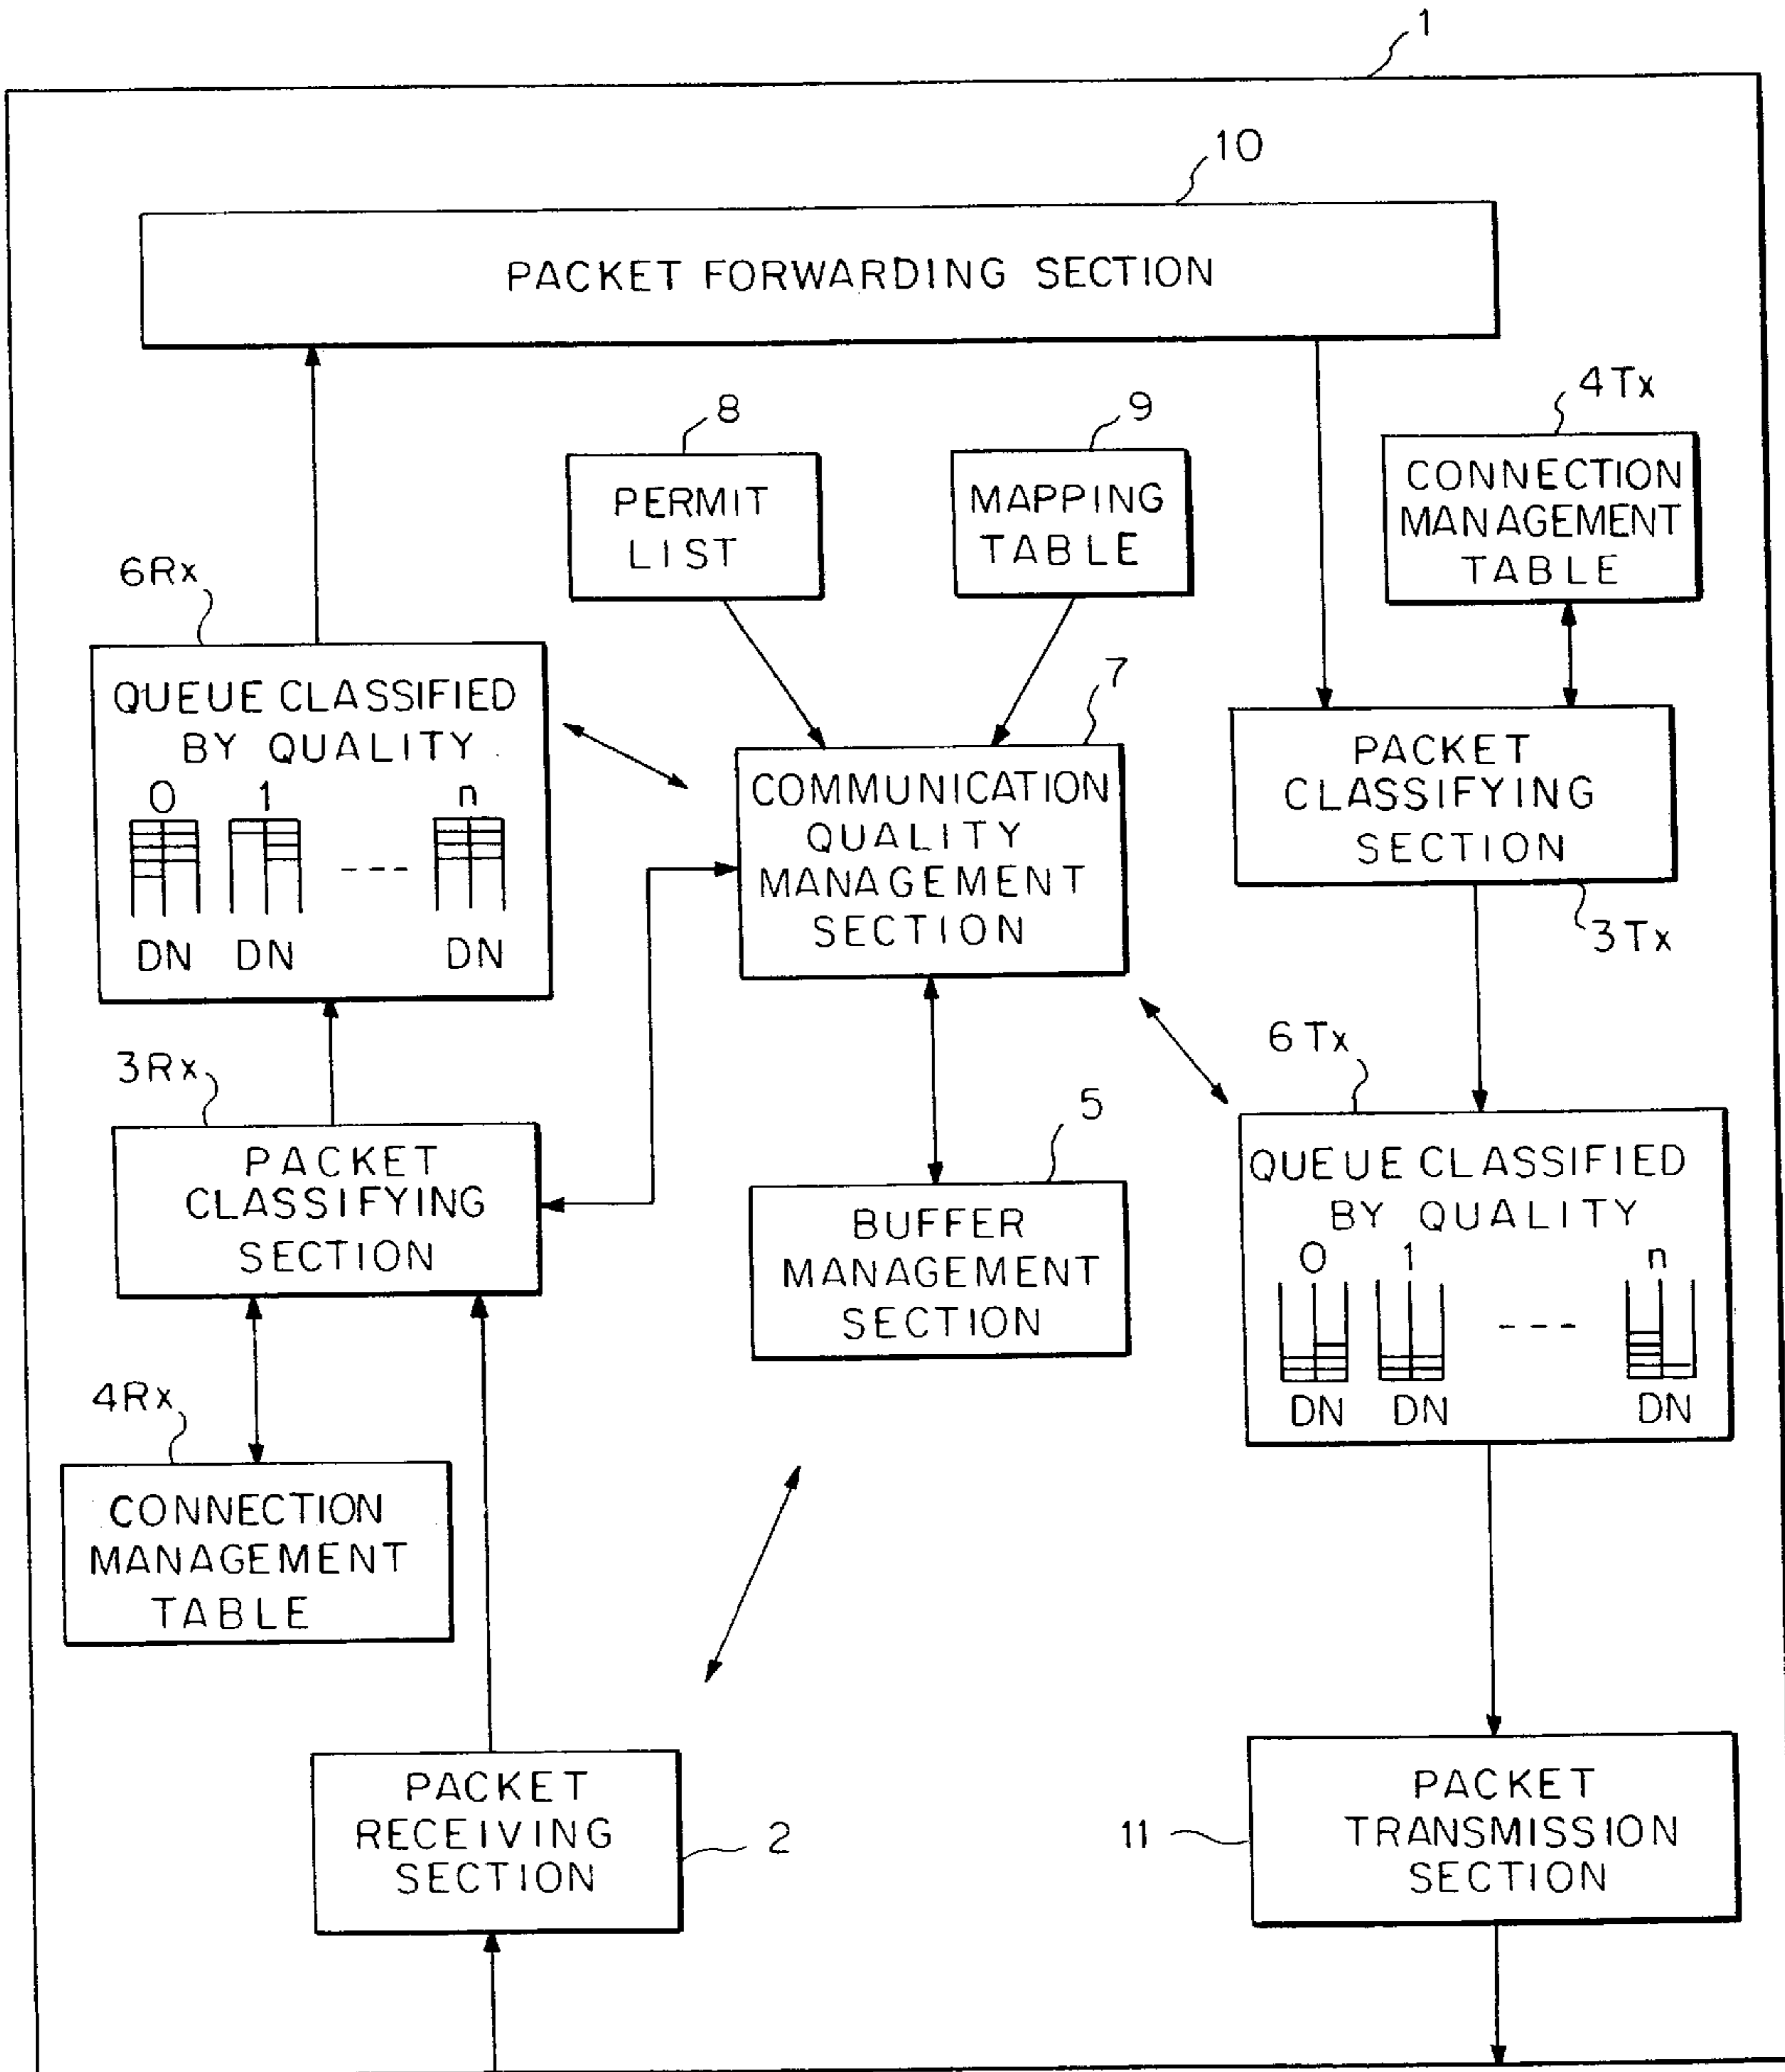 1
10
PACKET FORWARDING SECTION
8
PERMIT
LIST
9
MAPPING
TABLE
4Tx
CONNECTION
MANAGEMENT
TABLE
6Rx
QUEUE CLASSIFIED
BY QUALITY
0 1 --- n
DN DN DN
7
COMMUNICATION
QUALITY
MANAGEMENT
SECTION
PACKET
CLASSIFYING
SECTION
3Tx
3Rx
PACKET
CLASSIFYING
SECTION
5
BUFFER
MANAGEMENT
SECTION
6Tx
QUEUE CLASSIFIED
BY QUALITY
0 1 --- n
DN DN DN
4Rx
CONNECTION
MANAGEMENT
TABLE
PACKET
RECEIVING
SECTION
2
11
PACKET
TRANSMISSION
SECTION